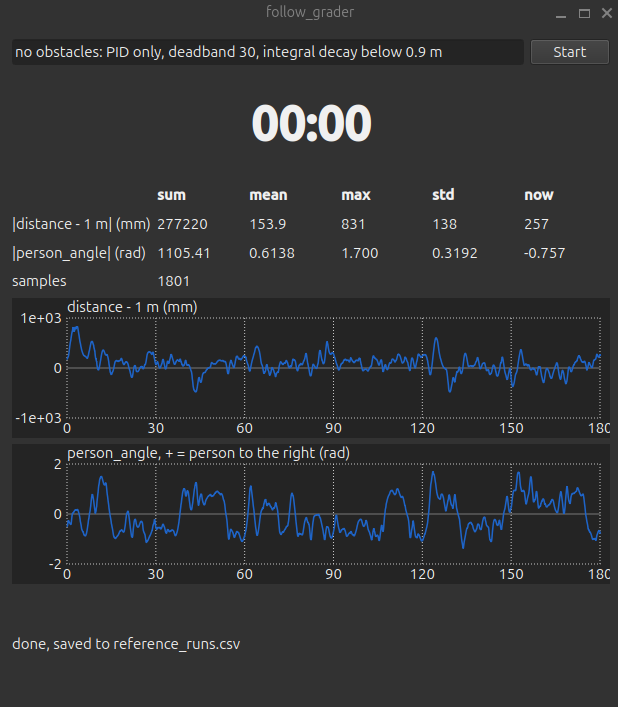 follow_grader
no obstacles: PID only, deadband 30, integral decay below 0.9 m
Start
00:00
sum mean max std now
|distance - 1 m| (mm) 277220 153.9 831 138 257
|person_angle| (rad) 1105.41 0.6138 1.700 0.3192 -0.757
samples 1801
distance - 1 m (mm)
1e+03
0
-1e+03
0 30 60 90 120 150 180
person_angle, + = person to the right (rad)
2
0
-2
0 30 60 90 120 150 180
done, saved to reference_runs.csv